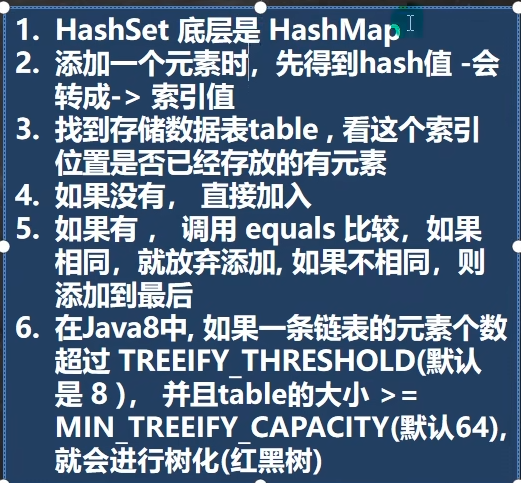 1. HashSet 底层是 HashMap
2. 添加一个元素时，先得到hash值 -会
转成-> 索引值
3. 找到存储数据表table , 看这个索引
位置是否已经存放的有元素
4. 如果没有， 直接加入
5. 如果有 ， 调用 equals 比较，如果
相同，就放弃添加, 如果不相同，则
添加到最后
6. 在Java8中, 如果一条链表的元素个数
超过 TREEIFY_THRESHOLD(默认
是 8 )， 并且table的大小 >=
MIN_TREEIFY_CAPACITY(默认64),
就会进行树化(红黑树)